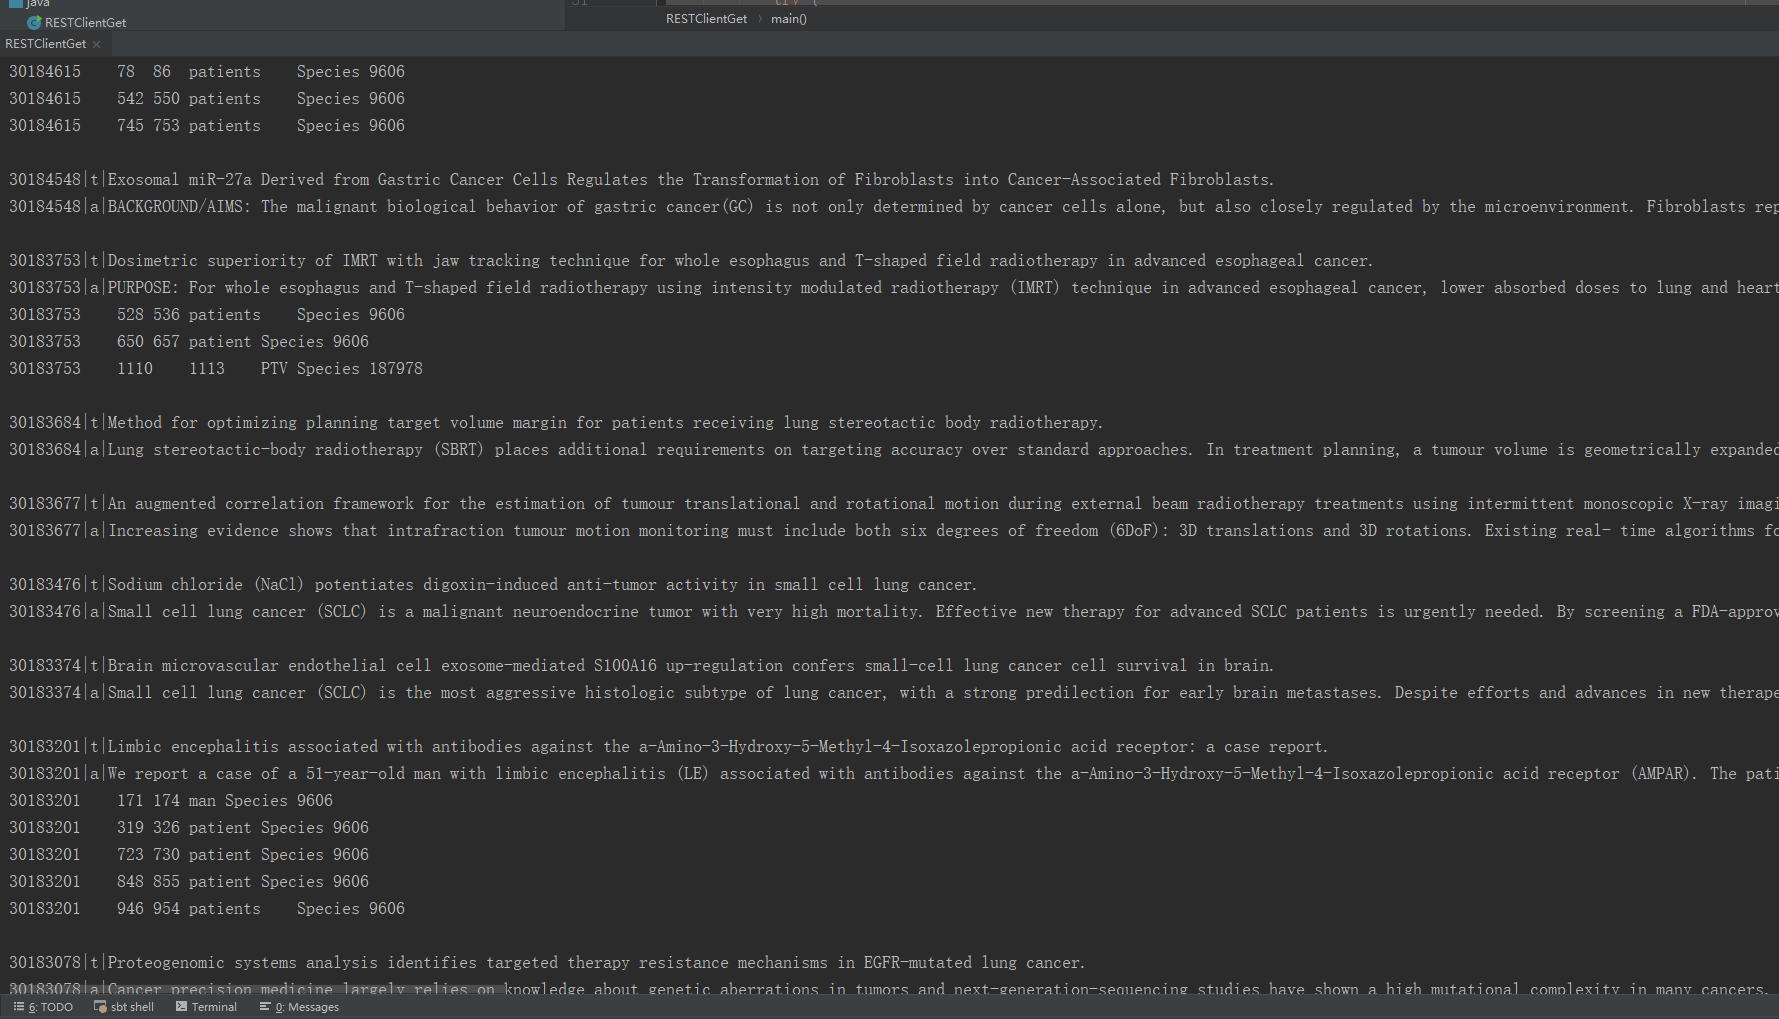 java
RESTClientGet
31
try {
RESTClientGet › main()
RESTClientGet ×
30184615 78 86 patients Species 9606
30184615 542 550 patients Species 9606
30184615 745 753 patients Species 9606
30184548|t|Exosomal miR-27a Derived from Gastric Cancer Cells Regulates the Transformation of Fibroblasts into Cancer-Associated Fibroblasts.
30184548|a|BACKGROUND/AIMS: The malignant biological behavior of gastric cancer(GC) is not only determined by cancer cells alone, but also closely regulated by the microenvironment. Fibroblasts rep
30183753|t|Dosimetric superiority of IMRT with jaw tracking technique for whole esophagus and T-shaped field radiotherapy in advanced esophageal cancer.
30183753|a|PURPOSE: For whole esophagus and T-shaped field radiotherapy using intensity modulated radiotherapy (IMRT) technique in advanced esophageal cancer, lower absorbed doses to lung and heart
30183753 528 536 patients Species 9606
30183753 650 657 patient Species 9606
30183753 1110 1113 PTV Species 187978
30183684|t|Method for optimizing planning target volume margin for patients receiving lung stereotactic body radiotherapy.
30183684|a|Lung stereotactic-body radiotherapy (SBRT) places additional requirements on targeting accuracy over standard approaches. In treatment planning, a tumour volume is geometrically expanded
30183677|t|An augmented correlation framework for the estimation of tumour translational and rotational motion during external beam radiotherapy treatments using intermittent monoscopic X-ray imagi
30183677|a|Increasing evidence shows that intrafraction tumour motion monitoring must include both six degrees of freedom (6DoF): 3D translations and 3D rotations. Existing real- time algorithms fo
30183476|t|Sodium chloride (NaCl) potentiates digoxin-induced anti-tumor activity in small cell lung cancer.
30183476|a|Small cell lung cancer (SCLC) is a malignant neuroendocrine tumor with very high mortality. Effective new therapy for advanced SCLC patients is urgently needed. By screening a FDA-approv
30183374|t|Brain microvascular endothelial cell exosome-mediated S100A16 up-regulation confers small-cell lung cancer cell survival in brain.
30183374|a|Small cell lung cancer (SCLC) is the most aggressive histologic subtype of lung cancer, with a strong predilection for early brain metastases. Despite efforts and advances in new therape
30183201|t|Limbic encephalitis associated with antibodies against the a-Amino-3-Hydroxy-5-Methyl-4-Isoxazolepropionic acid receptor: a case report.
30183201|a|We report a case of a 51-year-old man with limbic encephalitis (LE) associated with antibodies against the a-Amino-3-Hydroxy-5-Methyl-4-Isoxazolepropionic acid receptor (AMPAR). The pati
30183201 171 174 man Species 9606
30183201 319 326 patient Species 9606
30183201 723 730 patient Species 9606
30183201 848 855 patient Species 9606
30183201 946 954 patients Species 9606
30183078|t|Proteogenomic systems analysis identifies targeted therapy resistance mechanisms in EGFR-mutated lung cancer.
30183078|a|Cancer precision medicine largely relies on knowledge about genetic aberrations in tumors and next-generation-sequencing studies have shown a high mutational complexity in many cancers.
6: TODO sbt shell Terminal 0: Messages